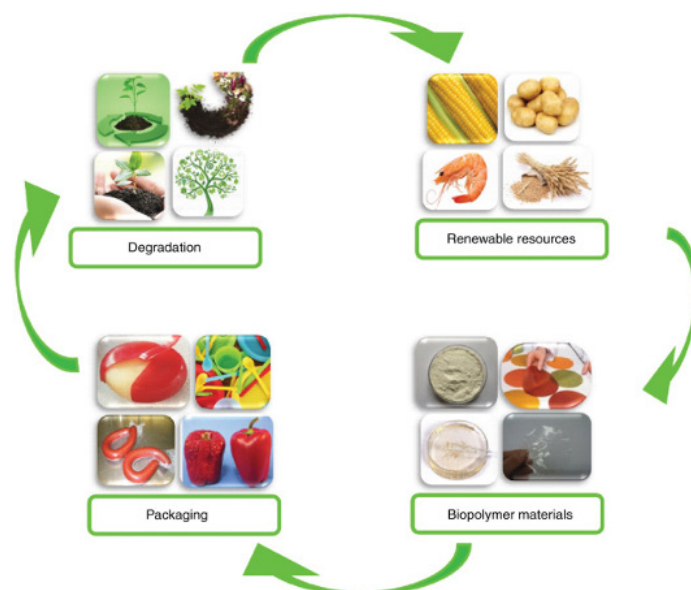 Degradation
Renewable resources
Packaging
Biopolymer materials